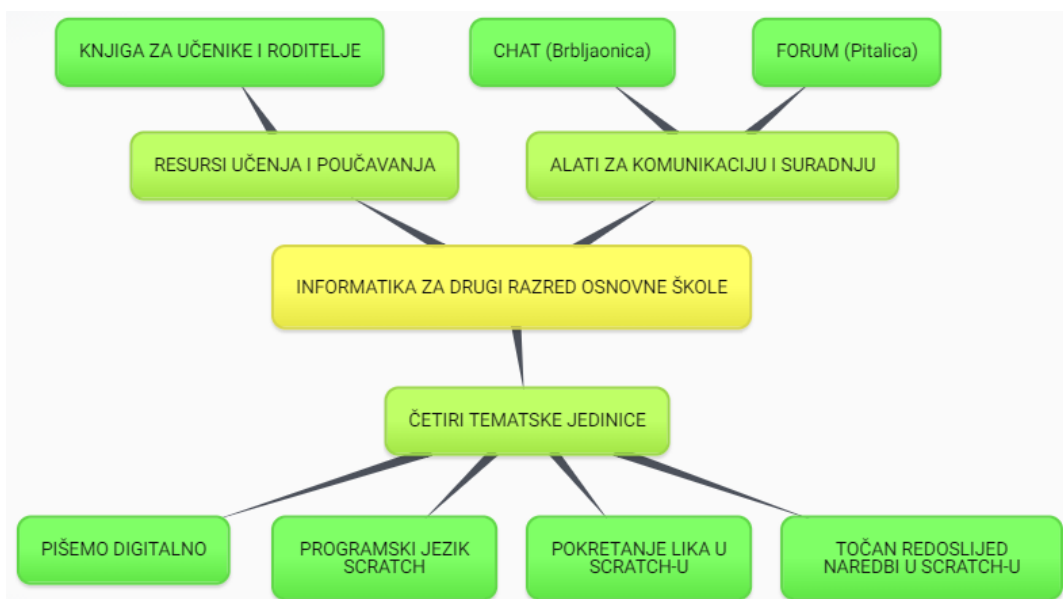 KNJIGA ZA UČENIKE I RODITELJE
CHAT (Brbljaonica)
FORUM (Pitalica)
RESURSI UČENJA I POUČAVANJA
ALATI ZA KOMUNIKACIJU I SURADNJU
INFORMATIKA ZA DRUGI RAZRED OSNOVNE ŠKOLE
ČETIRI TEMATSKE JEDINICE
PIŠEMO DIGITALNO
PROGRAMSKI JEZIK
SCRATCH
POKRETANJE LIKA U
SCRATCH-U
TOČAN REDOSLIJED
NAREDBI U SCRATCH-U